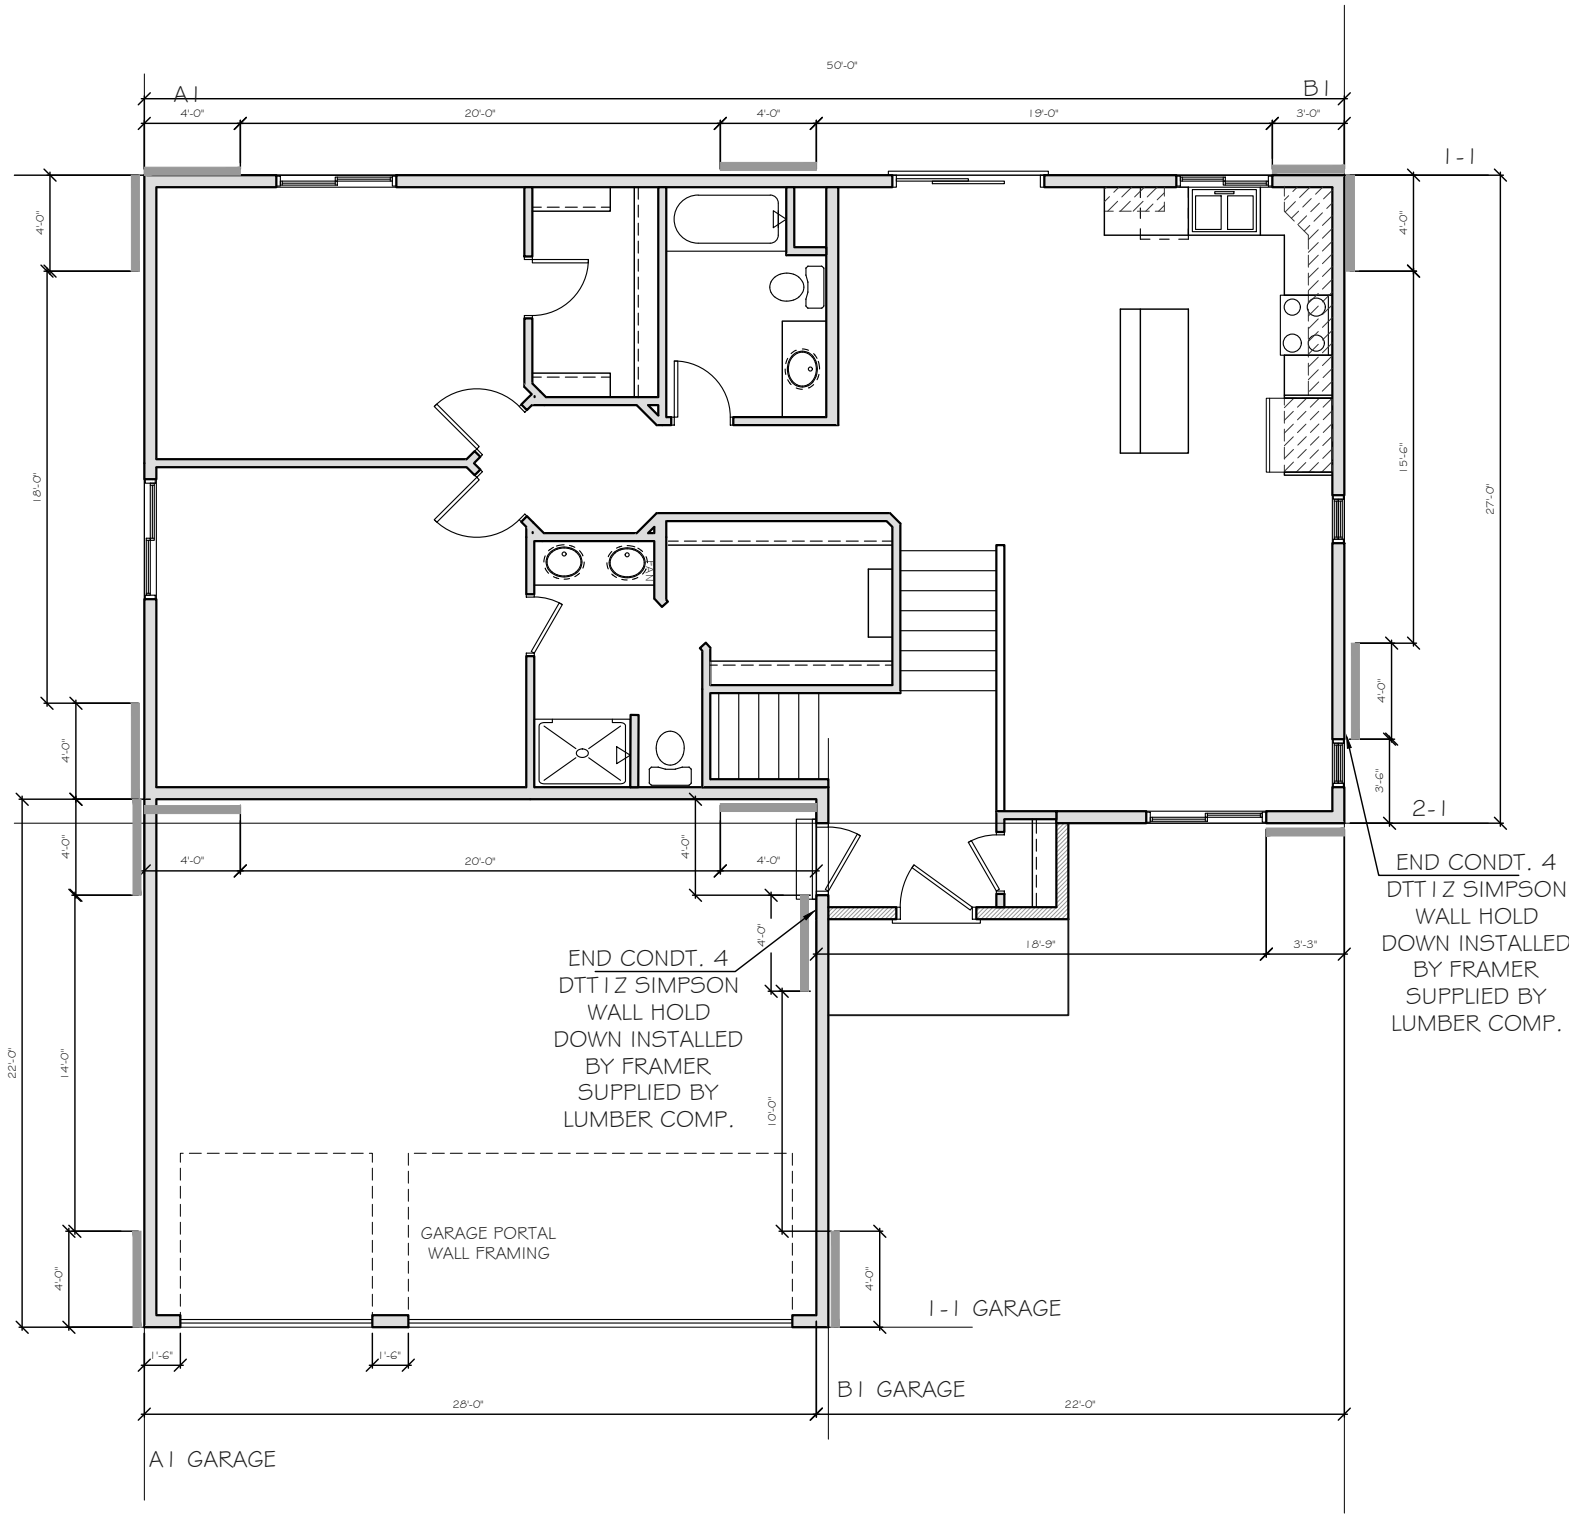 50'-0"
A1
B1
4'-0"
20'-0"
4'-0"
19'-0"
3'-0"
1-1
4'-0"
4'-0"
18'-0"
15'-6"
27'-0"
FAN
4'-0"
4'-0"
3'-6"
2-1
4'-0"
4'-0"
4'-0"
20'-0"
4'-0"
END CONDT. 4
DTT1Z SIMPSON
WALL HOLD
DOWN INSTALLED
BY FRAMER
SUPPLIED BY
LUMBER COMP.
4'-0"
18'-9"
3'-3"
END CONDT. 4
DTT1Z SIMPSON
WALL HOLD
DOWN INSTALLED
BY FRAMER
SUPPLIED BY
LUMBER COMP.
22'-0"
14'-0"
10'-0"
GARAGE PORTAL
WALL FRAMING
4'-0"
4'-0"
1-1 GARAGE
1'-6"
1'-6"
B1 GARAGE
28'-0"
22'-0"
A1 GARAGE